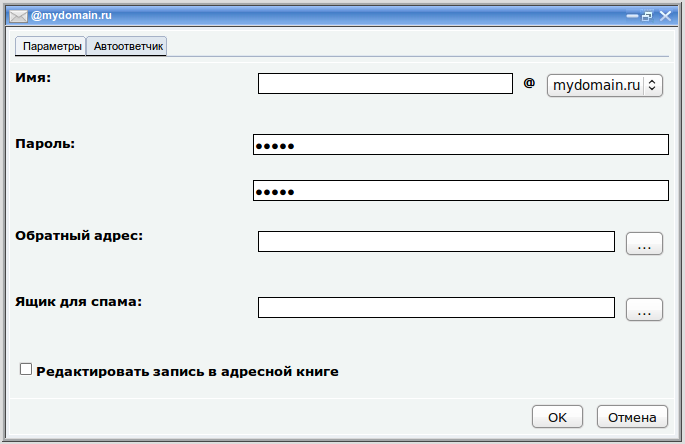 @mydomain.ru
Параметры Автоответчик
Имя: @ mydomain.ru
Пароль: •••••
•••••
Обратный адрес: ...
Ящик для спама: ...
Редактировать запись в адресной книге
OK Отмена